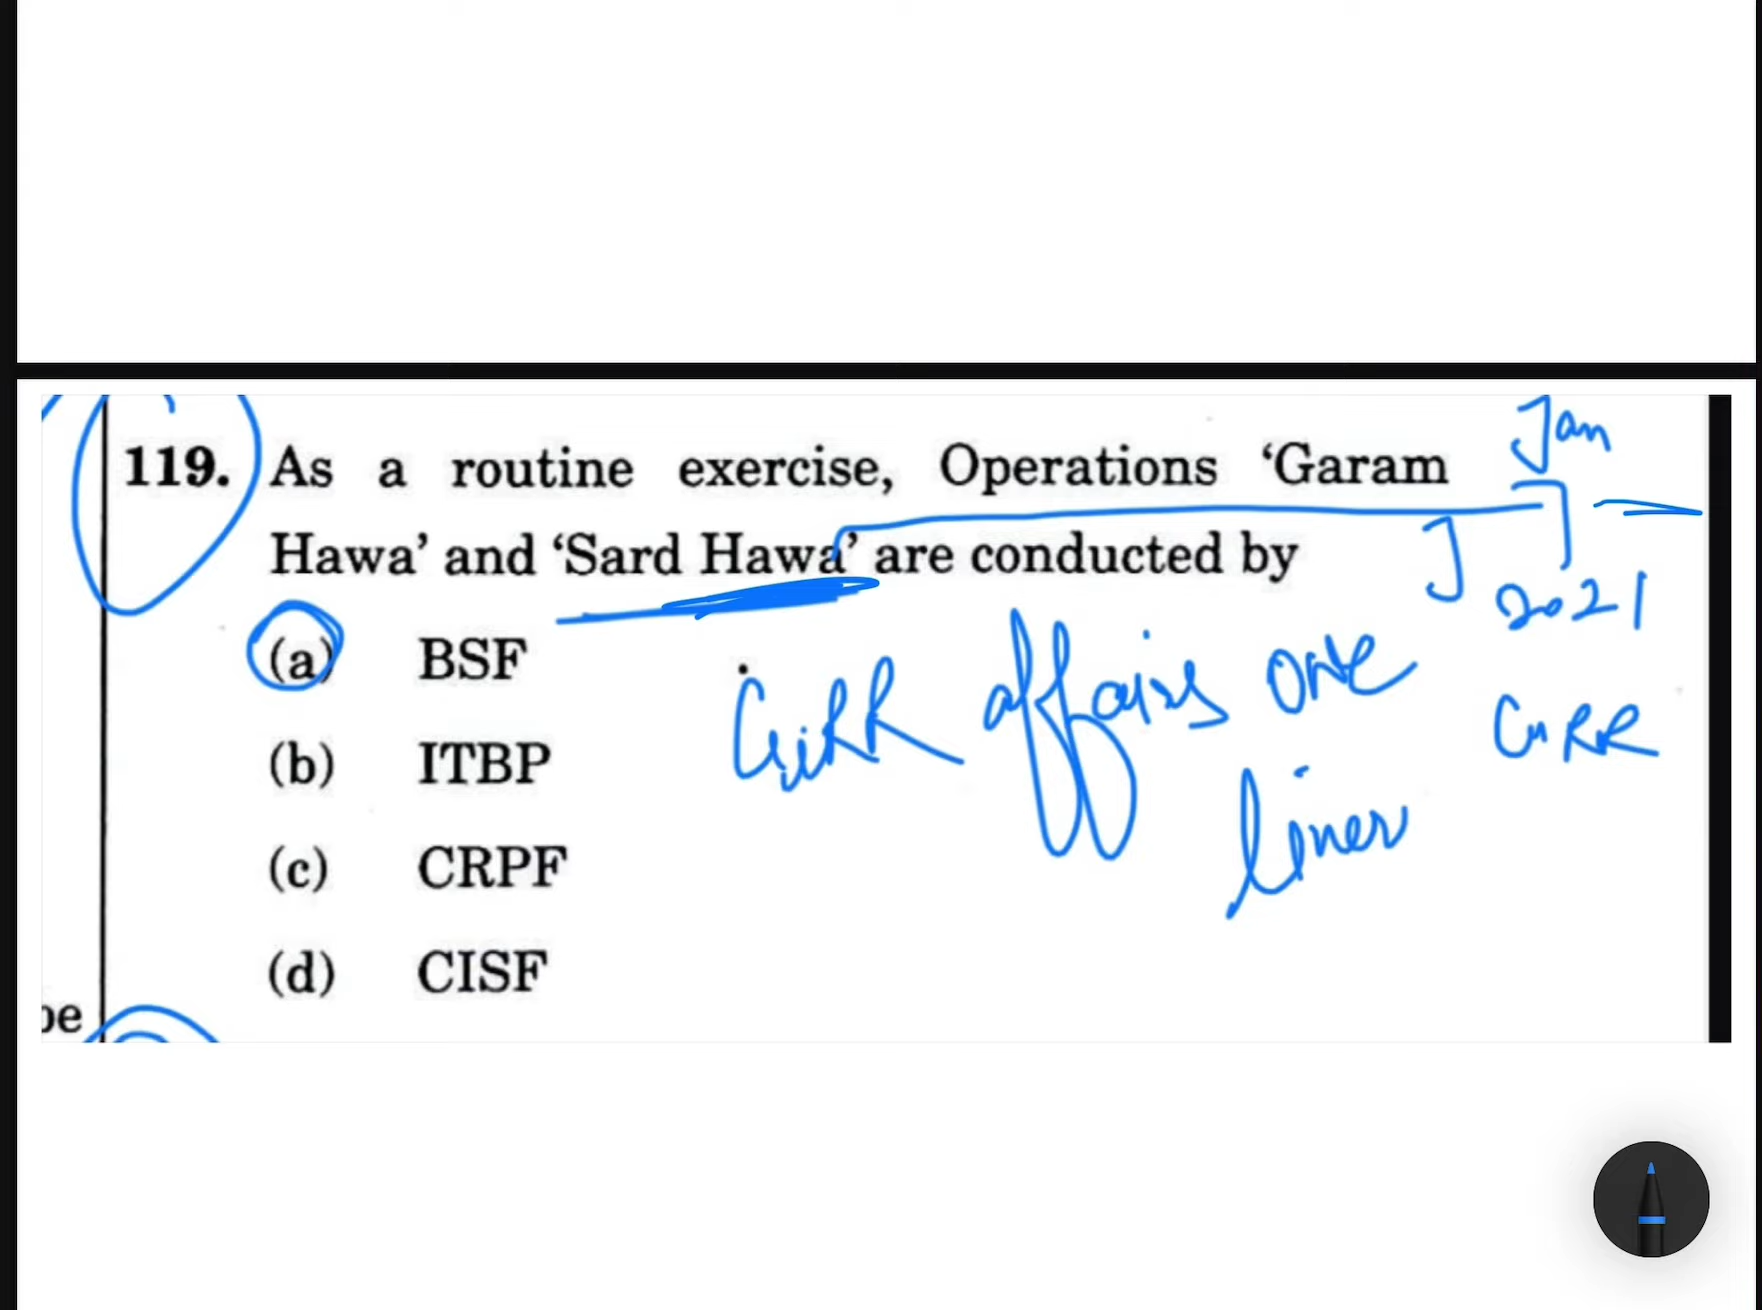 119. As a routine exercise, Operations ‘Garam
Hawa’ and ‘Sard Hawa’ are conducted by
(a) BSF
(b) ITBP
(c) CRPF
(d) CISF
Jan
J
2021
CURR
CURR affairs one
liner
be